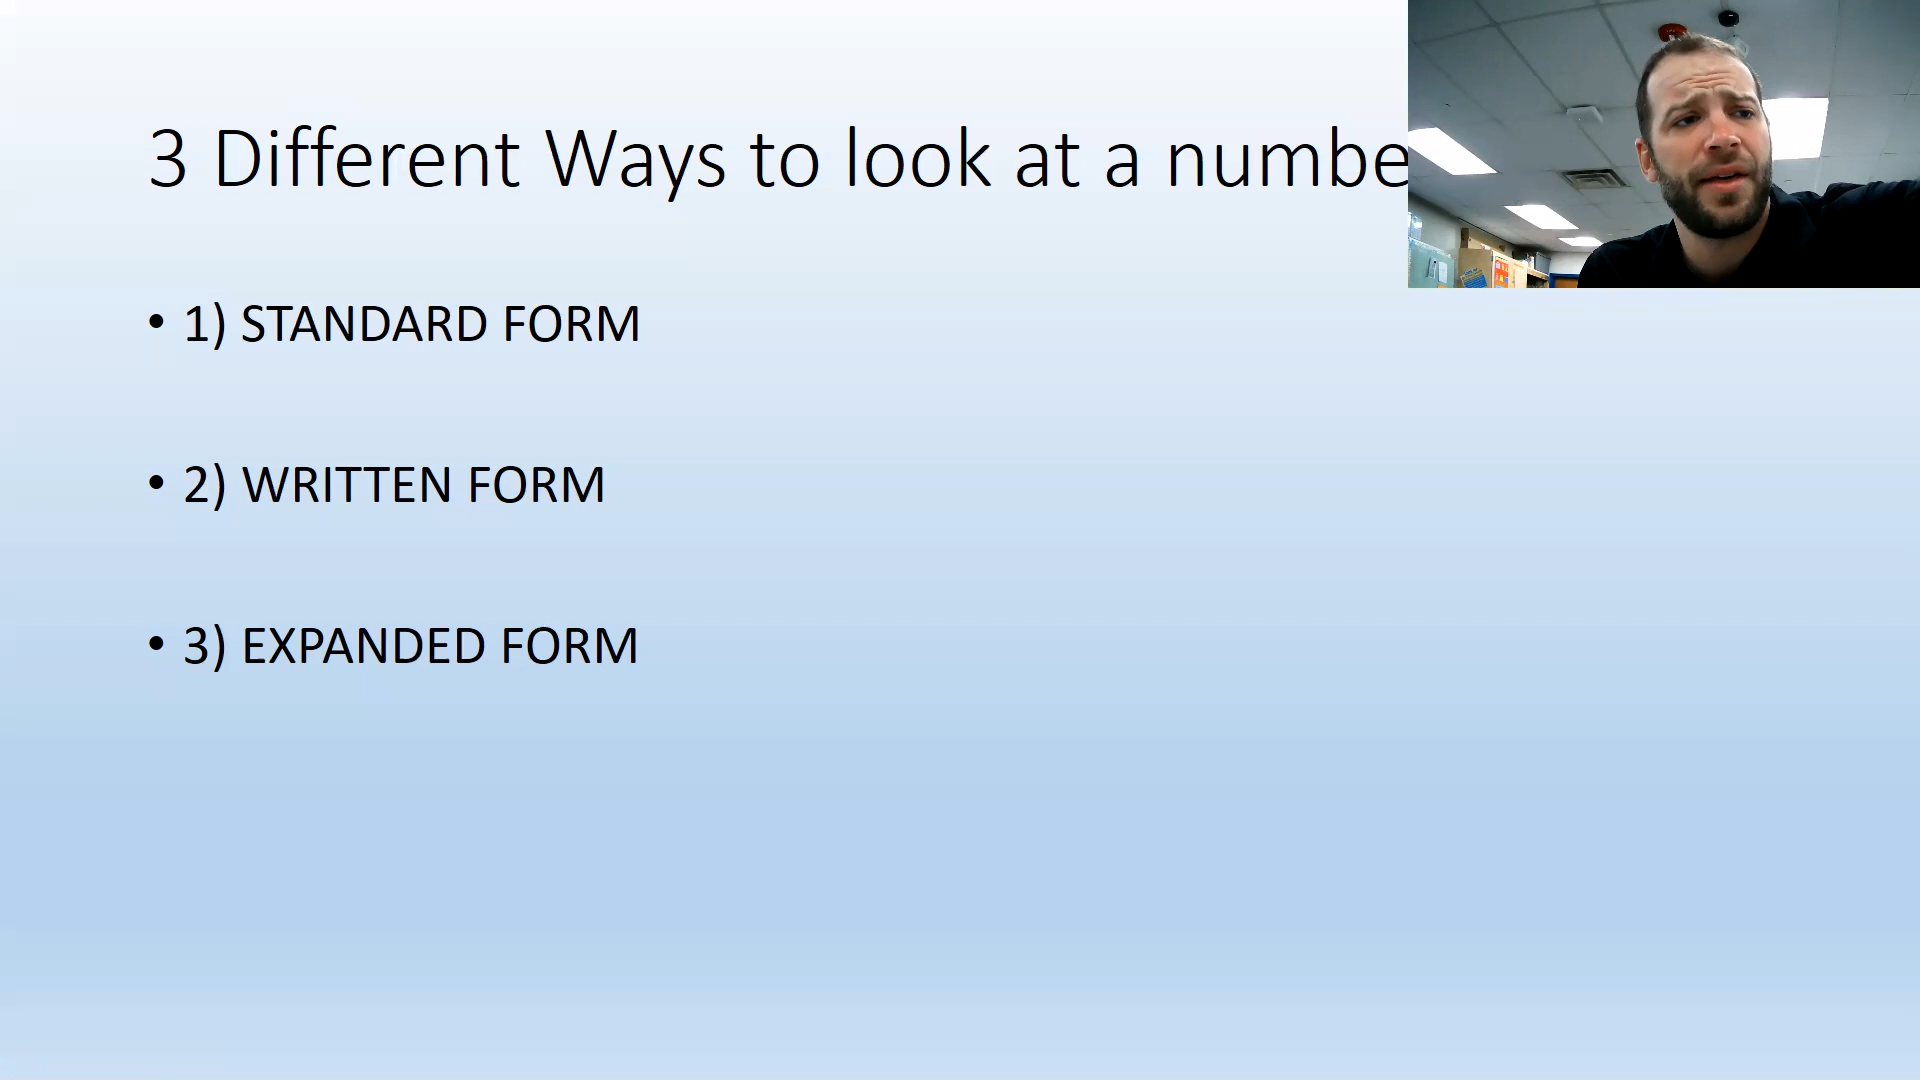 3 Different Ways to look at a numbe
• 1) STANDARD FORM
• 2) WRITTEN FORM
• 3) EXPANDED FORM